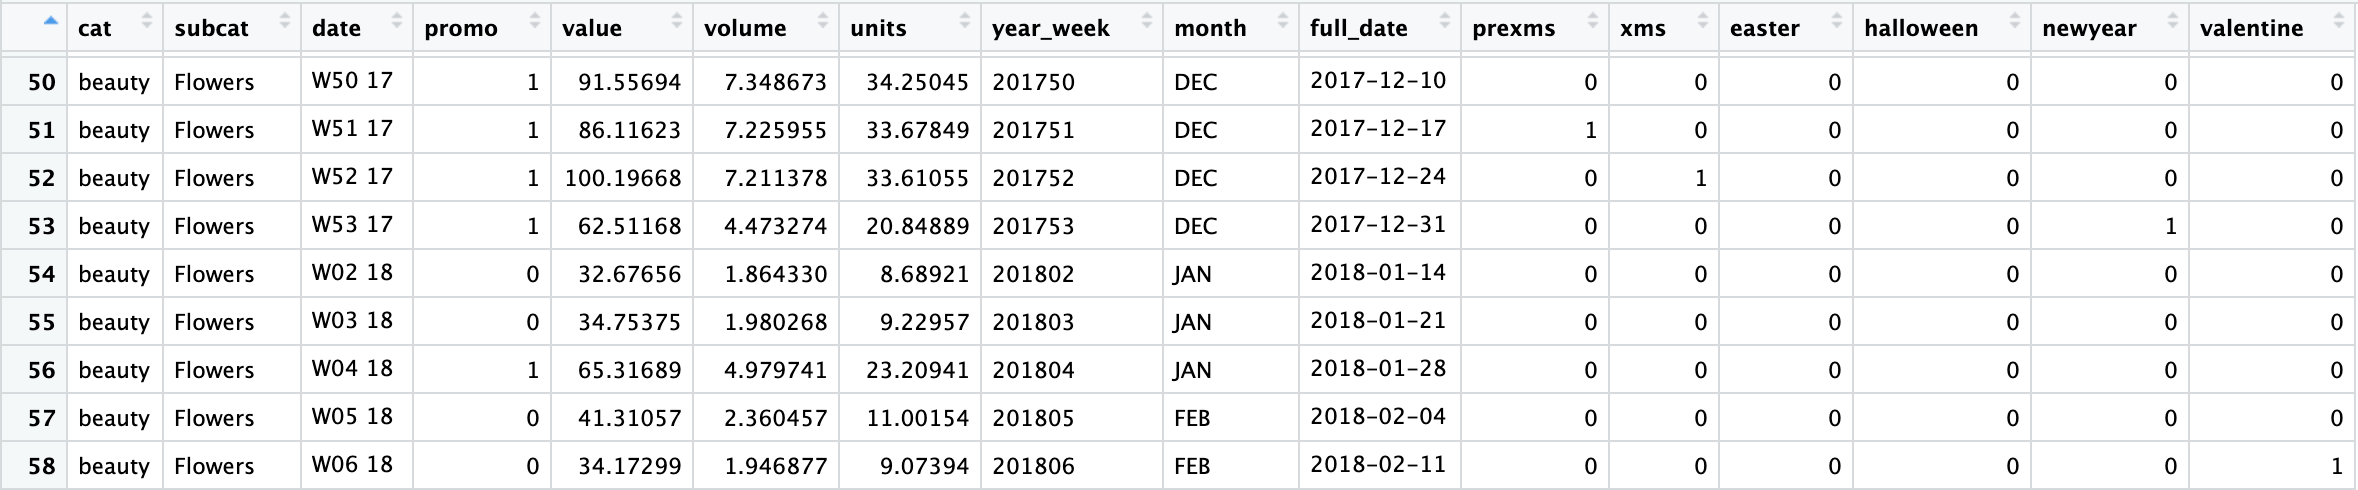 cat subcat date promo value volume units year_week month full_date prexms xms easter halloween newyear valentine
50 beauty Flowers W50 17 1 91.55694 7.348673 34.25045 201750 DEC 2017-12-10 0 0 0 0 0 0
51 beauty Flowers W51 17 1 86.11623 7.225955 33.67849 201751 DEC 2017-12-17 1 0 0 0 0 0
52 beauty Flowers W52 17 1 100.19668 7.211378 33.61055 201752 DEC 2017-12-24 0 1 0 0 0 0
53 beauty Flowers W53 17 1 62.51168 4.473274 20.84889 201753 DEC 2017-12-31 0 0 0 0 1 0
54 beauty Flowers W02 18 0 32.67656 1.864330 8.68921 201802 JAN 2018-01-14 0 0 0 0 0 0
55 beauty Flowers W03 18 0 34.75375 1.980268 9.22957 201803 JAN 2018-01-21 0 0 0 0 0 0
56 beauty Flowers W04 18 1 65.31689 4.979741 23.20941 201804 JAN 2018-01-28 0 0 0 0 0 0
57 beauty Flowers W05 18 0 41.31057 2.360457 11.00154 201805 FEB 2018-02-04 0 0 0 0 0 0
58 beauty Flowers W06 18 0 34.17299 1.946877 9.07394 201806 FEB 2018-02-11 0 0 0 0 0 1